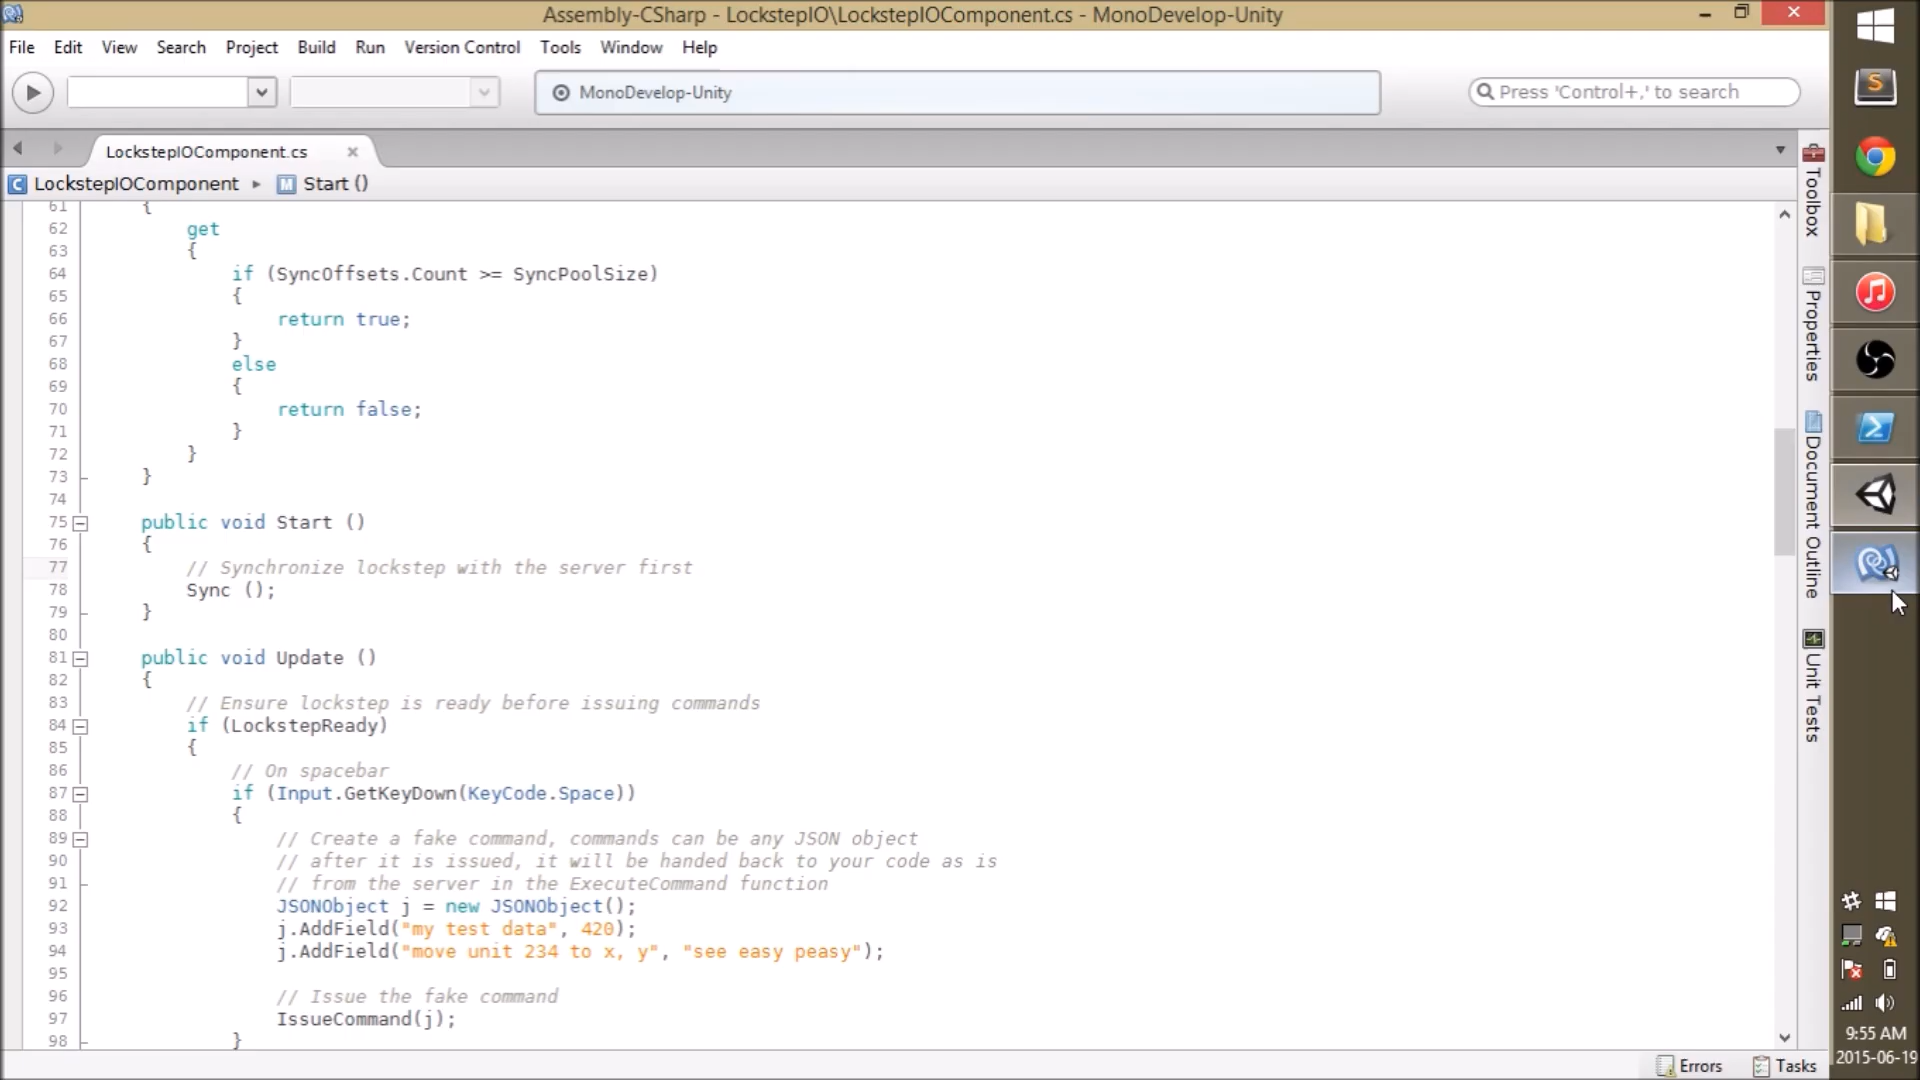 Assembly-CSharp - LockstepIO\LockstepIOComponent.cs - MonoDevelop-Unity
File Edit View Search Project Build Run Version Control Tools Window Help
MonoDevelop-Unity
Press 'Control+,' to search
LockstepIOComponent.cs
LockstepIOComponent ▸ M Start ()
61 {
62 get
63 {
64 if (SyncOffsets.Count >= SyncPoolSize)
65 {
66 return true;
67 }
68 else
69 {
70 return false;
71 }
72 }
73 }
74
75 public void Start ()
76 {
77 // Synchronize lockstep with the server first
78 Sync ();
79 }
80
81 public void Update ()
82 {
83 // Ensure lockstep is ready before issuing commands
84 if (LockstepReady)
85 {
86 // On spacebar
87 if (Input.GetKeyDown(KeyCode.Space))
88 {
89 // Create a fake command, commands can be any JSON object
90 // after it is issued, it will be handed back to your code as is
91 // from the server in the ExecuteCommand function
92 JSONObject j = new JSONObject();
93 j.AddField("my test data", 420);
94 j.AddField("move unit 234 to x, y", "see easy peasy");
95
96 // Issue the fake command
97 IssueCommand(j);
98 }
Toolbox
Properties
Document Outline
Unit Tests
Errors
Tasks
9:55 AM
2015-06-19